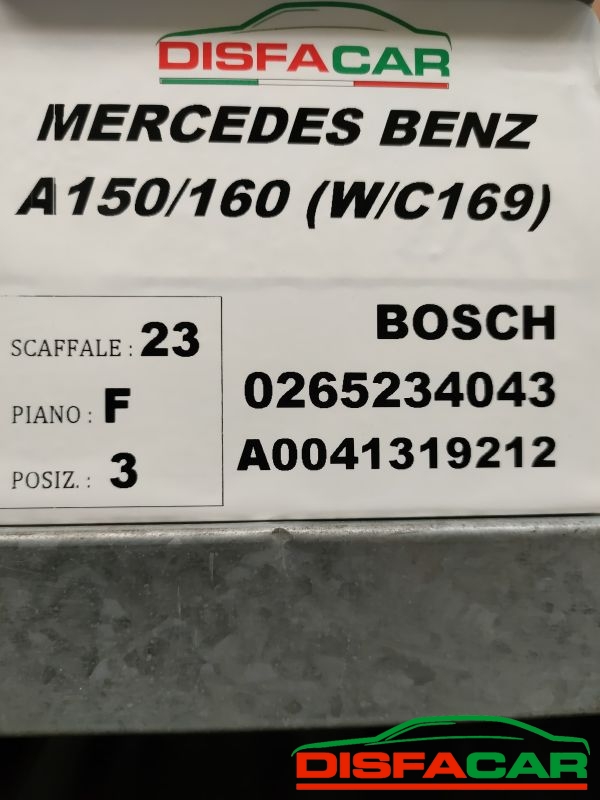 DISFACAR
MERCEDES BENZ
A150/160 (W/C169)
SCAFFALE : 23
PIANO : F
POSIZ. : 3
BOSCH
0265234043
A0041319212
DISFACAR